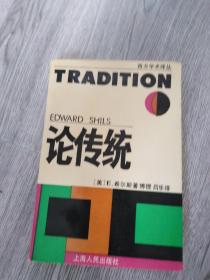 西方学术译丛
TRADITION
EDWARD SHILS
论传统
〔美〕E.希尔斯著 傅铿 吕乐译
上海人民出版社